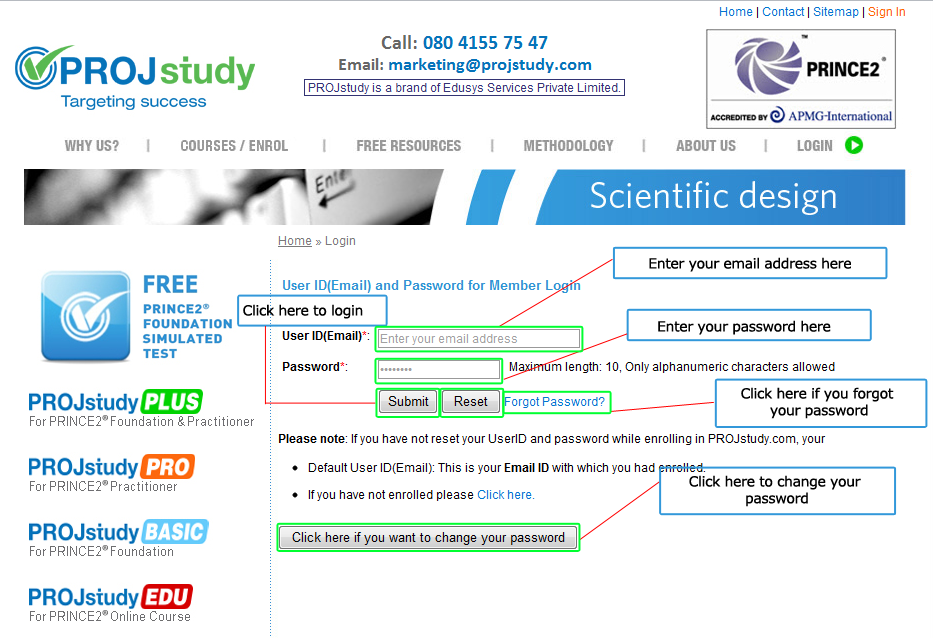 Home | Contact | Sitemap | Sign In
PROJstudy
Targeting success
Call: 080 4155 75 47
Email: marketing@projstudy.com
PROJstudy is a brand of Edusys Services Private Limited.
PRINCE2®
ACCREDITED BY APMG-International
WHY US? | COURSES / ENROL | FREE RESOURCES | METHODOLOGY | ABOUT US | LOGIN
Enter
Scientific design
Home » Login
FREE
PRINCE2®
FOUNDATION
SIMULATED
TEST
PROJstudy PLUS
For PRINCE2® Foundation & Practitioner
PROJstudy PRO
For PRINCE2® Practitioner
PROJstudy BASIC
For PRINCE2® Foundation
PROJstudy EDU
For PRINCE2® Online Course
Enter your email address here
User ID(Email) and Password for Member Login
Click here to login
Enter your password here
User ID(Email)*: Enter your email address
Password*: ******** Maximum length: 10, Only alphanumeric characters allowed
Submit Reset Forgot Password?
Click here if you forgot
your password
Please note: If you have not reset your UserID and password while enrolling in PROJstudy.com, your
• Default User ID(Email): This is your Email ID with which you had enrolled.
• If you have not enrolled please Click here.
Click here to change your
password
Click here if you want to change your password